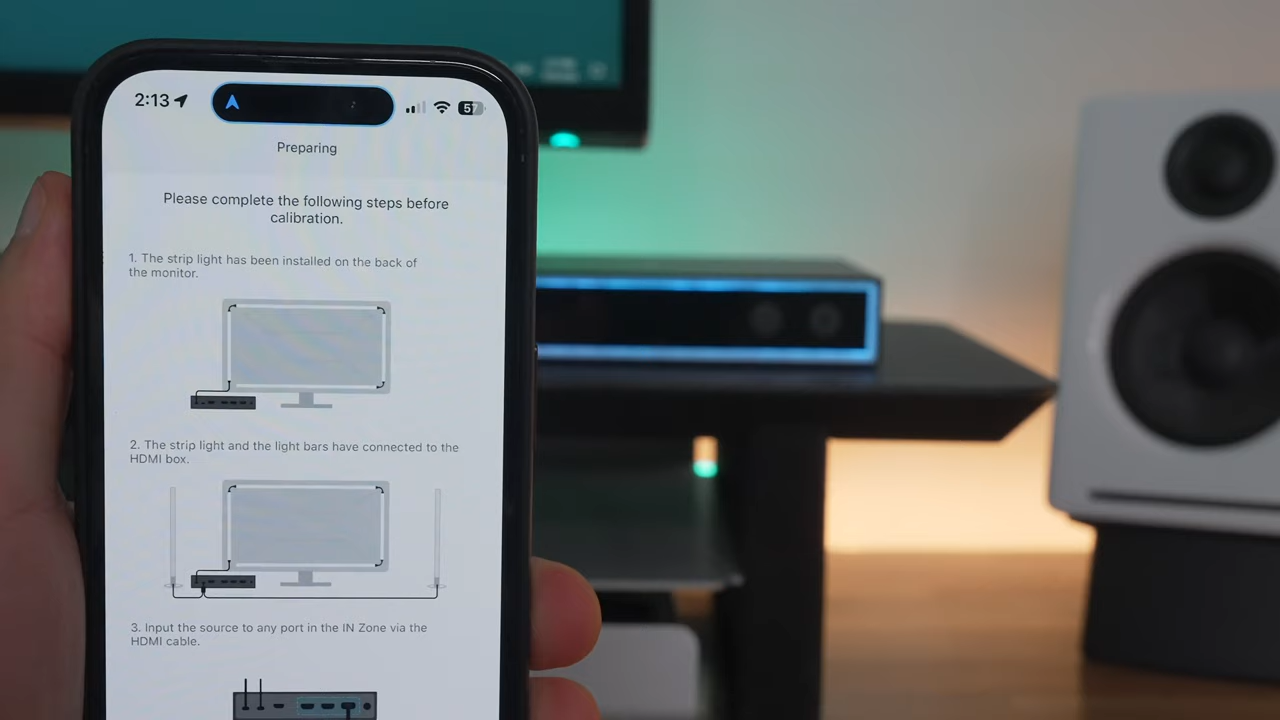 2:13
57
Preparing
Please complete the following steps before
calibration.
1. The strip light has been installed on the back of
the monitor.
2. The strip light and the light bars have connected to the
HDMI box.
3. Input the source to any port in the IN Zone via the
HDMI cable.